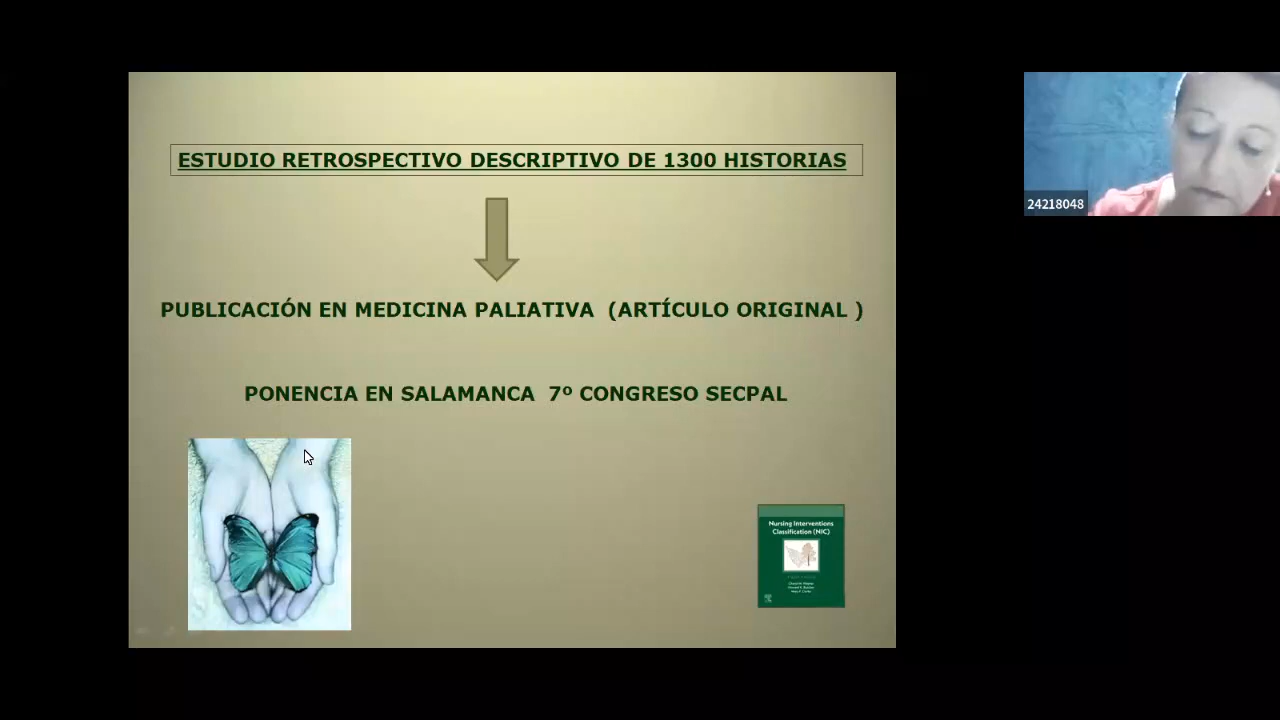 ESTUDIO RETROSPECTIVO DESCRIPTIVO DE 1300 HISTORIAS
24218048
PUBLICACIÓN EN MEDICINA PALIATIVA (ARTÍCULO ORIGINAL )
PONENCIA EN SALAMANCA 7º CONGRESO SECPAL
Nursing Interventions
Classification (NIC)